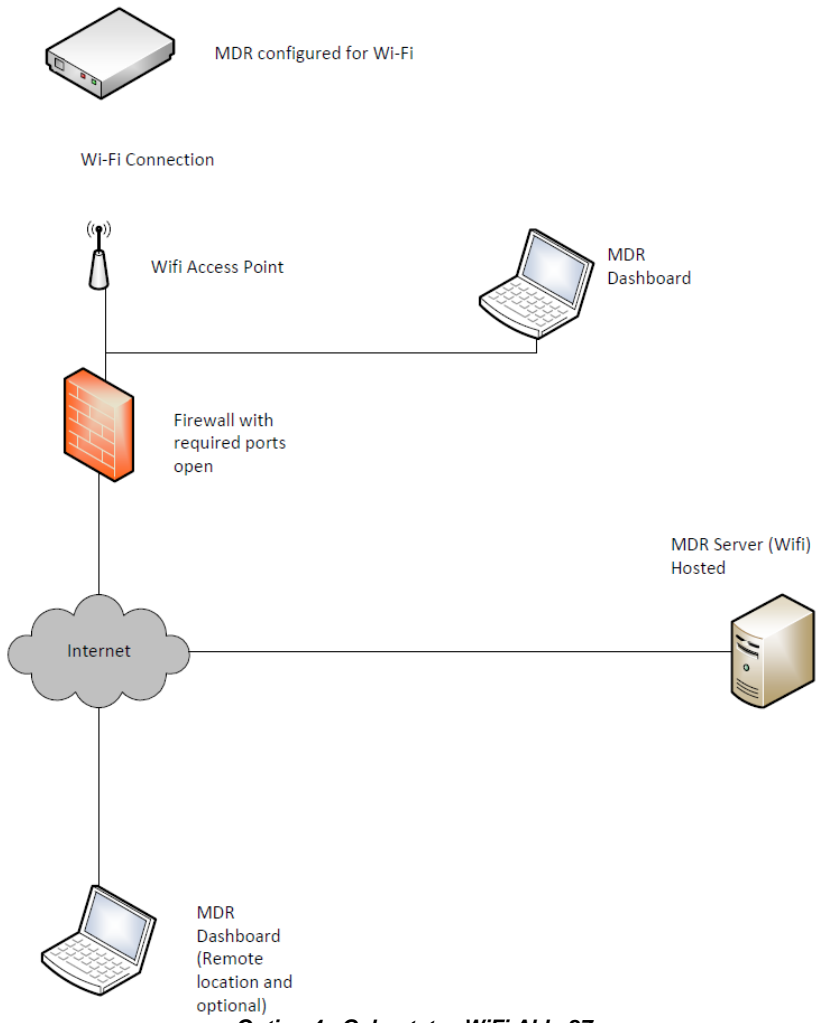 MDR configured for Wi-Fi
Wi-Fi Connection
Wifi Access Point
MDR
Dashboard
Firewall with
required ports
open
MDR Server (Wifi)
Hosted
Internet
MDR
Dashboard
(Remote
location and
optional)